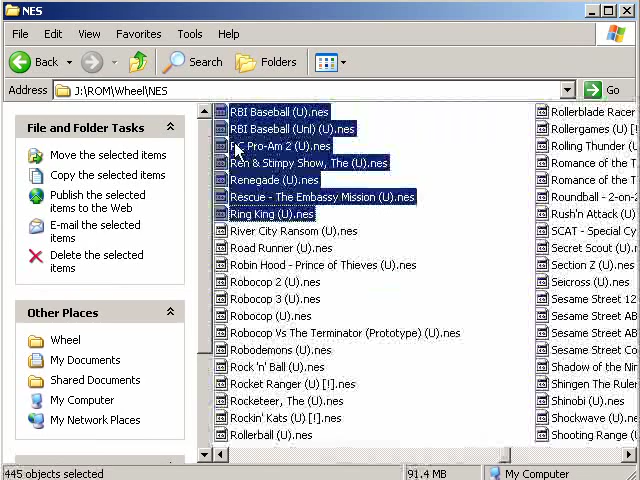 NES
File Edit View Favorites Tools Help
Back Search Folders
Address J:\ROM\Wheel\NES Go
File and Folder Tasks
Move the selected items
Copy the selected items
Publish the selected
items to the Web
E-mail the selected
items
Delete the selected
items
Other Places
Wheel
My Documents
Shared Documents
My Computer
My Network Places
RBI Baseball (U).nes
RBI Baseball (Unl) (U).nes
Pro-Am 2 (U).nes
Ren & Stimpy Show, The (U).nes
Renegade (U).nes
Rescue - The Embassy Mission (U).nes
Ring King (U).nes
River City Ransom (U).nes
Road Runner (U).nes
Robin Hood - Prince of Thieves (U).nes
Robocop 2 (U).nes
Robocop 3 (U).nes
Robocop (U).nes
Robocop Vs The Terminator (Prototype) (U).nes
Robodemons (U).nes
Rock 'n' Ball (U).nes
Rocket Ranger (U) [!].nes
Rocketeer, The (U).nes
Rockin' Kats (U) [!].nes
Rollerball (U).nes
Rollerblade Racer
Rollergames (U) [!
Rolling Thunder (U
Romance of the T
Romance of the T
Roundball - 2-on-
Rush'n Attack (U)
SCAT - Special Cy
Secret Scout (U).n
Section Z (U).nes
Seicross (U).nes
Sesame Street 12
Sesame Street AB
Sesame Street AB
Sesame Street Co
Shadow of the Nin
Shingen The Ruler
Shinobi (U).nes
Shockwave (U).ne
Shooting Range (U
445 objects selected 91.4 MB My Computer